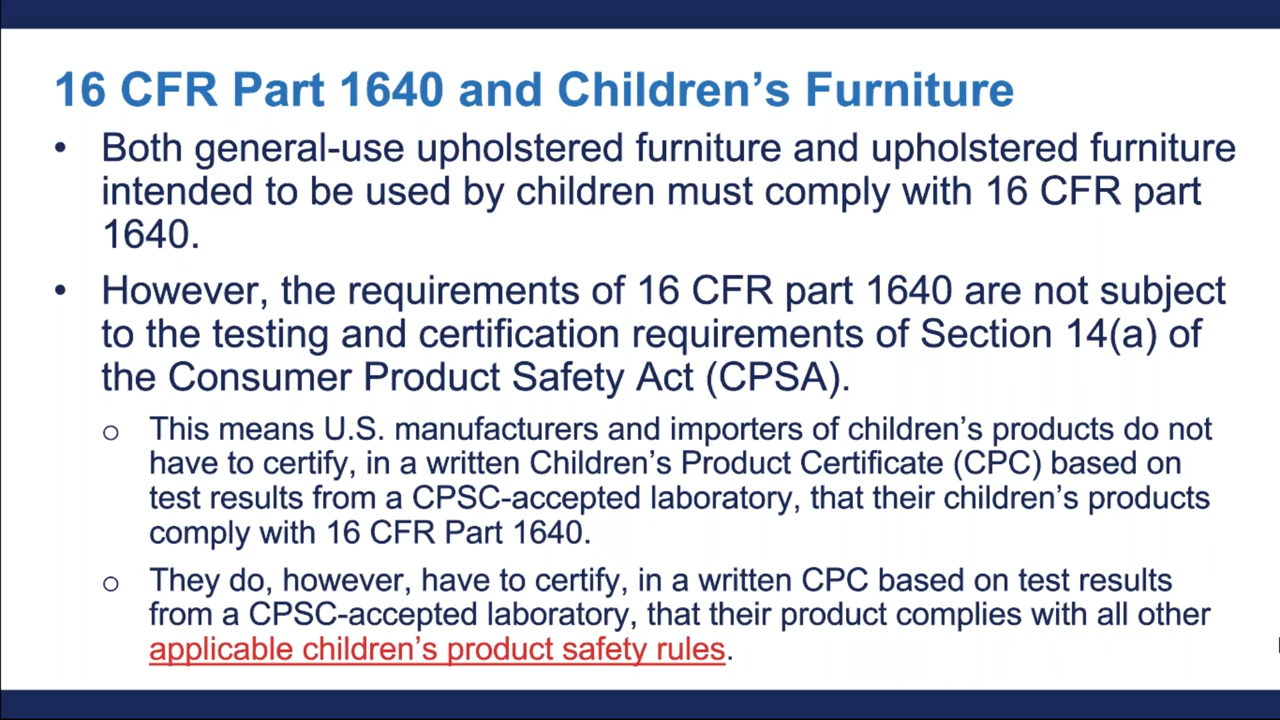 16 CFR Part 1640 and Children’s Furniture
• Both general-use upholstered furniture and upholstered furniture
intended to be used by children must comply with 16 CFR part
1640.
• However, the requirements of 16 CFR part 1640 are not subject
to the testing and certification requirements of Section 14(a) of
the Consumer Product Safety Act (CPSA).
o This means U.S. manufacturers and importers of children’s products do not
have to certify, in a written Children’s Product Certificate (CPC) based on
test results from a CPSC-accepted laboratory, that their children’s products
comply with 16 CFR Part 1640.
o They do, however, have to certify, in a written CPC based on test results
from a CPSC-accepted laboratory, that their product complies with all other
applicable children’s product safety rules.